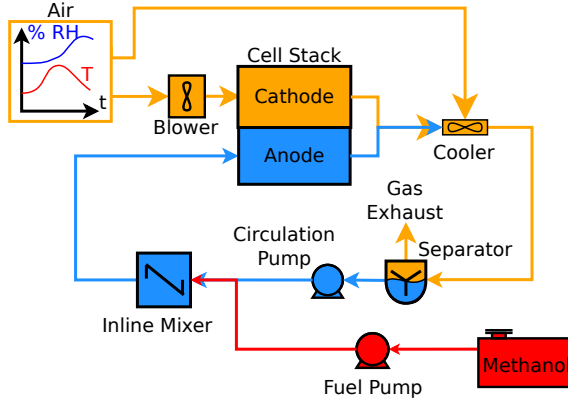 Air
% RH
T
t
Blower
Cell Stack
Cathode
Anode
Cooler
Gas
Exhaust
Separator
Circulation
Pump
Inline Mixer
Fuel Pump
Methanol